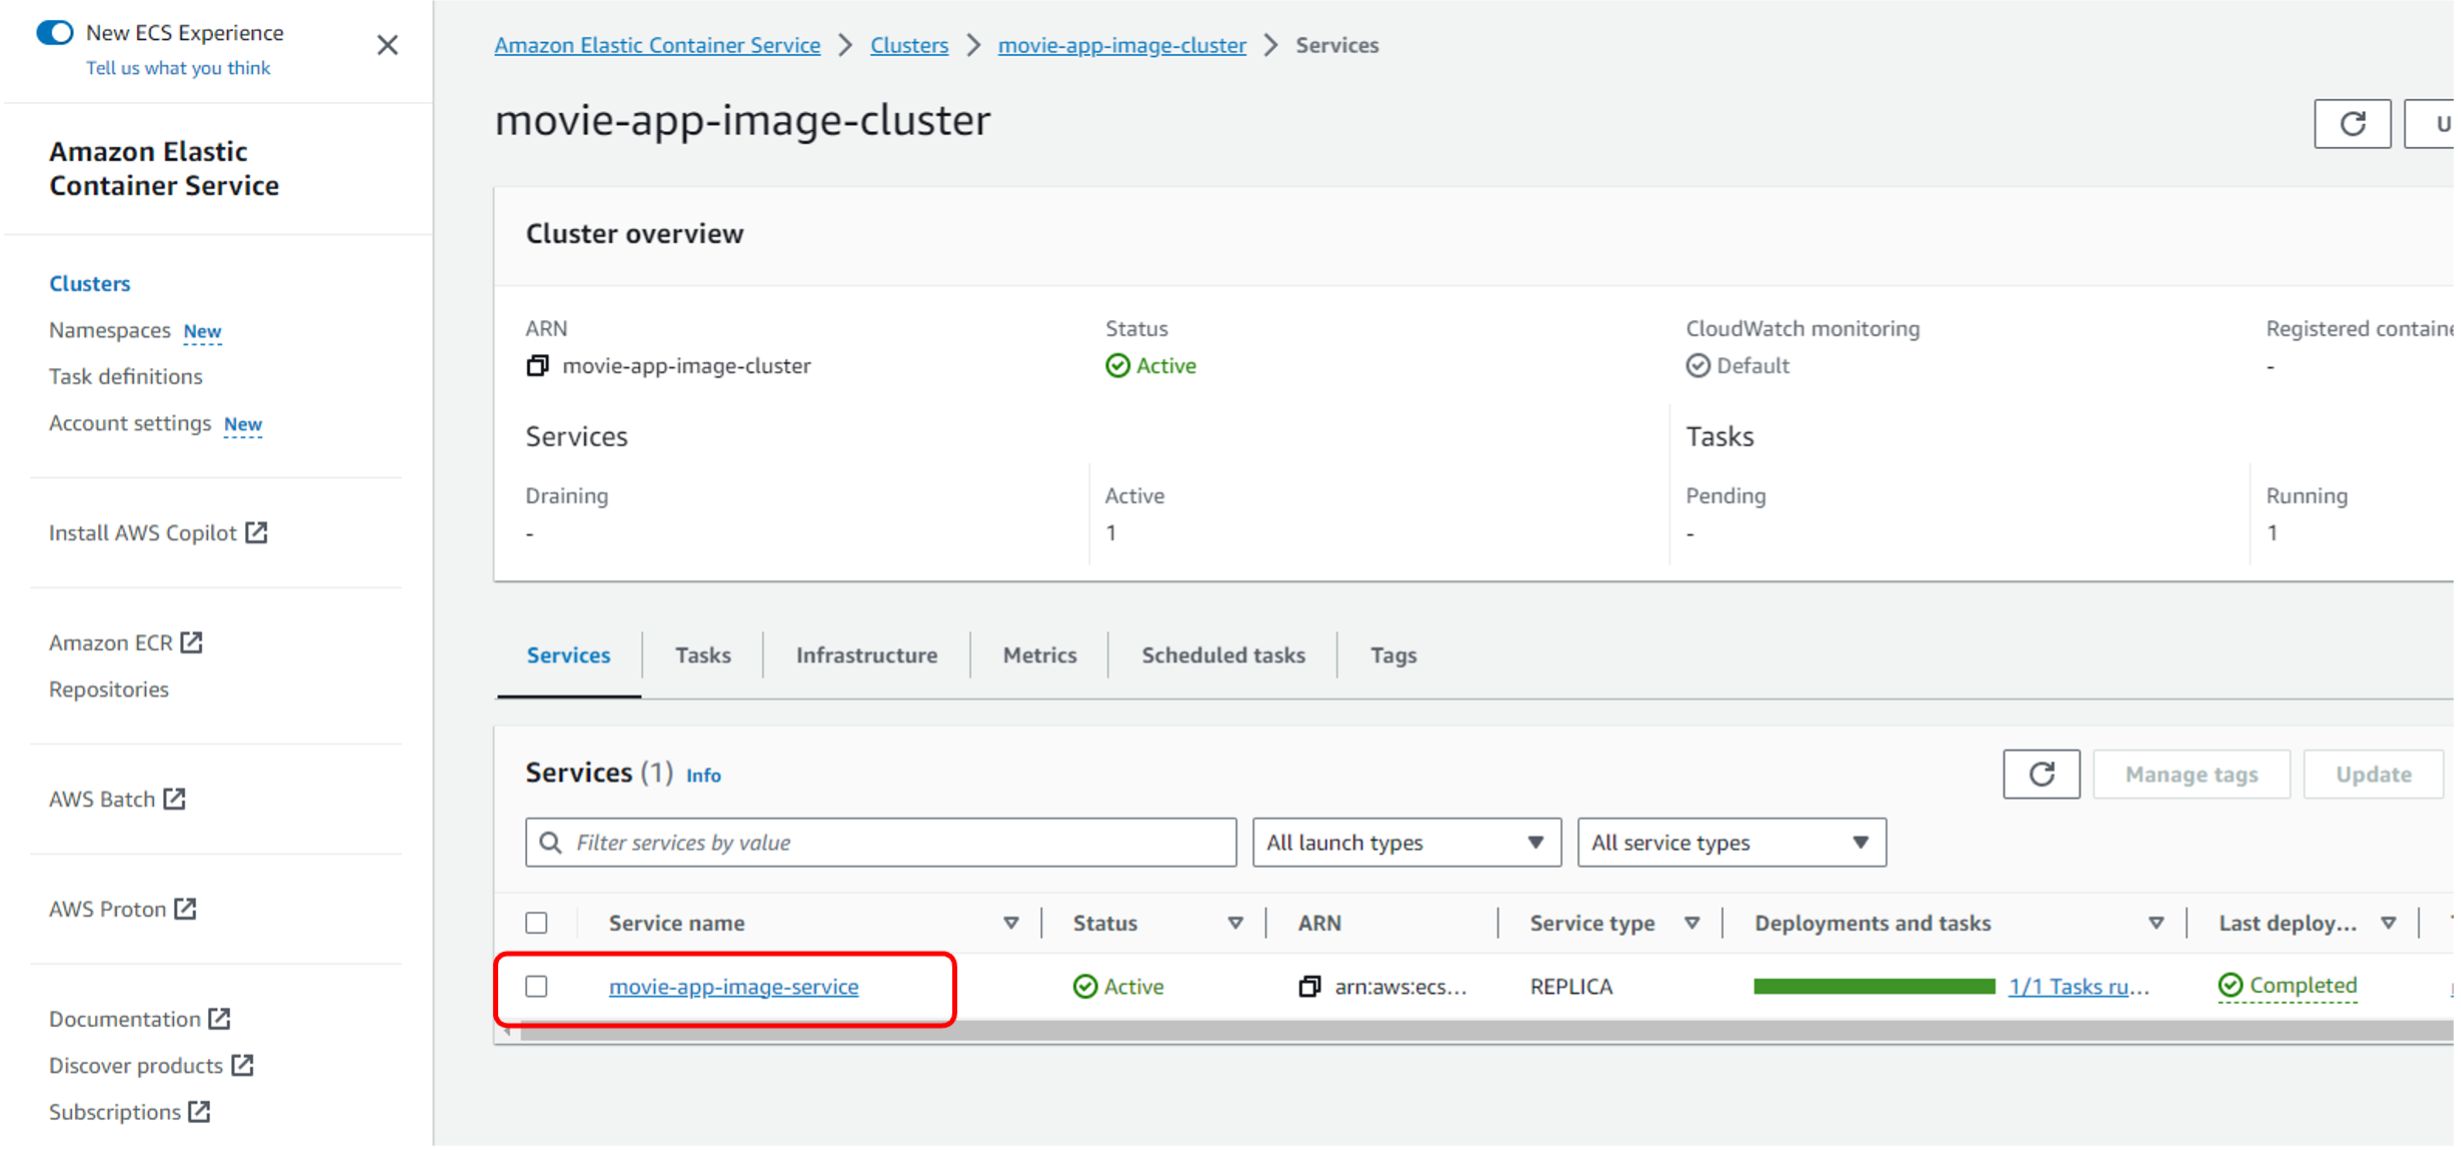 New ECS Experience
Tell us what you think
Amazon Elastic
Container Service
Clusters
Namespaces New
Task definitions
Account settings New
Install AWS Copilot
Amazon ECR
Repositories
AWS Batch
AWS Proton
Documentation
Discover products
Subscriptions
Amazon Elastic Container Service > Clusters > movie-app-image-cluster > Services
movie-app-image-cluster
U
Cluster overview
ARN Status CloudWatch monitoring Registered containe
movie-app-image-cluster Active Default -
Services Tasks
Draining Active Pending Running
- 1 - 1
Services Tasks Infrastructure Metrics Scheduled tasks Tags
Services (1) Info Manage tags Update
Filter services by value All launch types All service types
Service name Status ARN Service type Deployments and tasks Last deploy...
movie-app-image-service Active arn:aws:ecs... REPLICA 1/1 Tasks ru... Completed